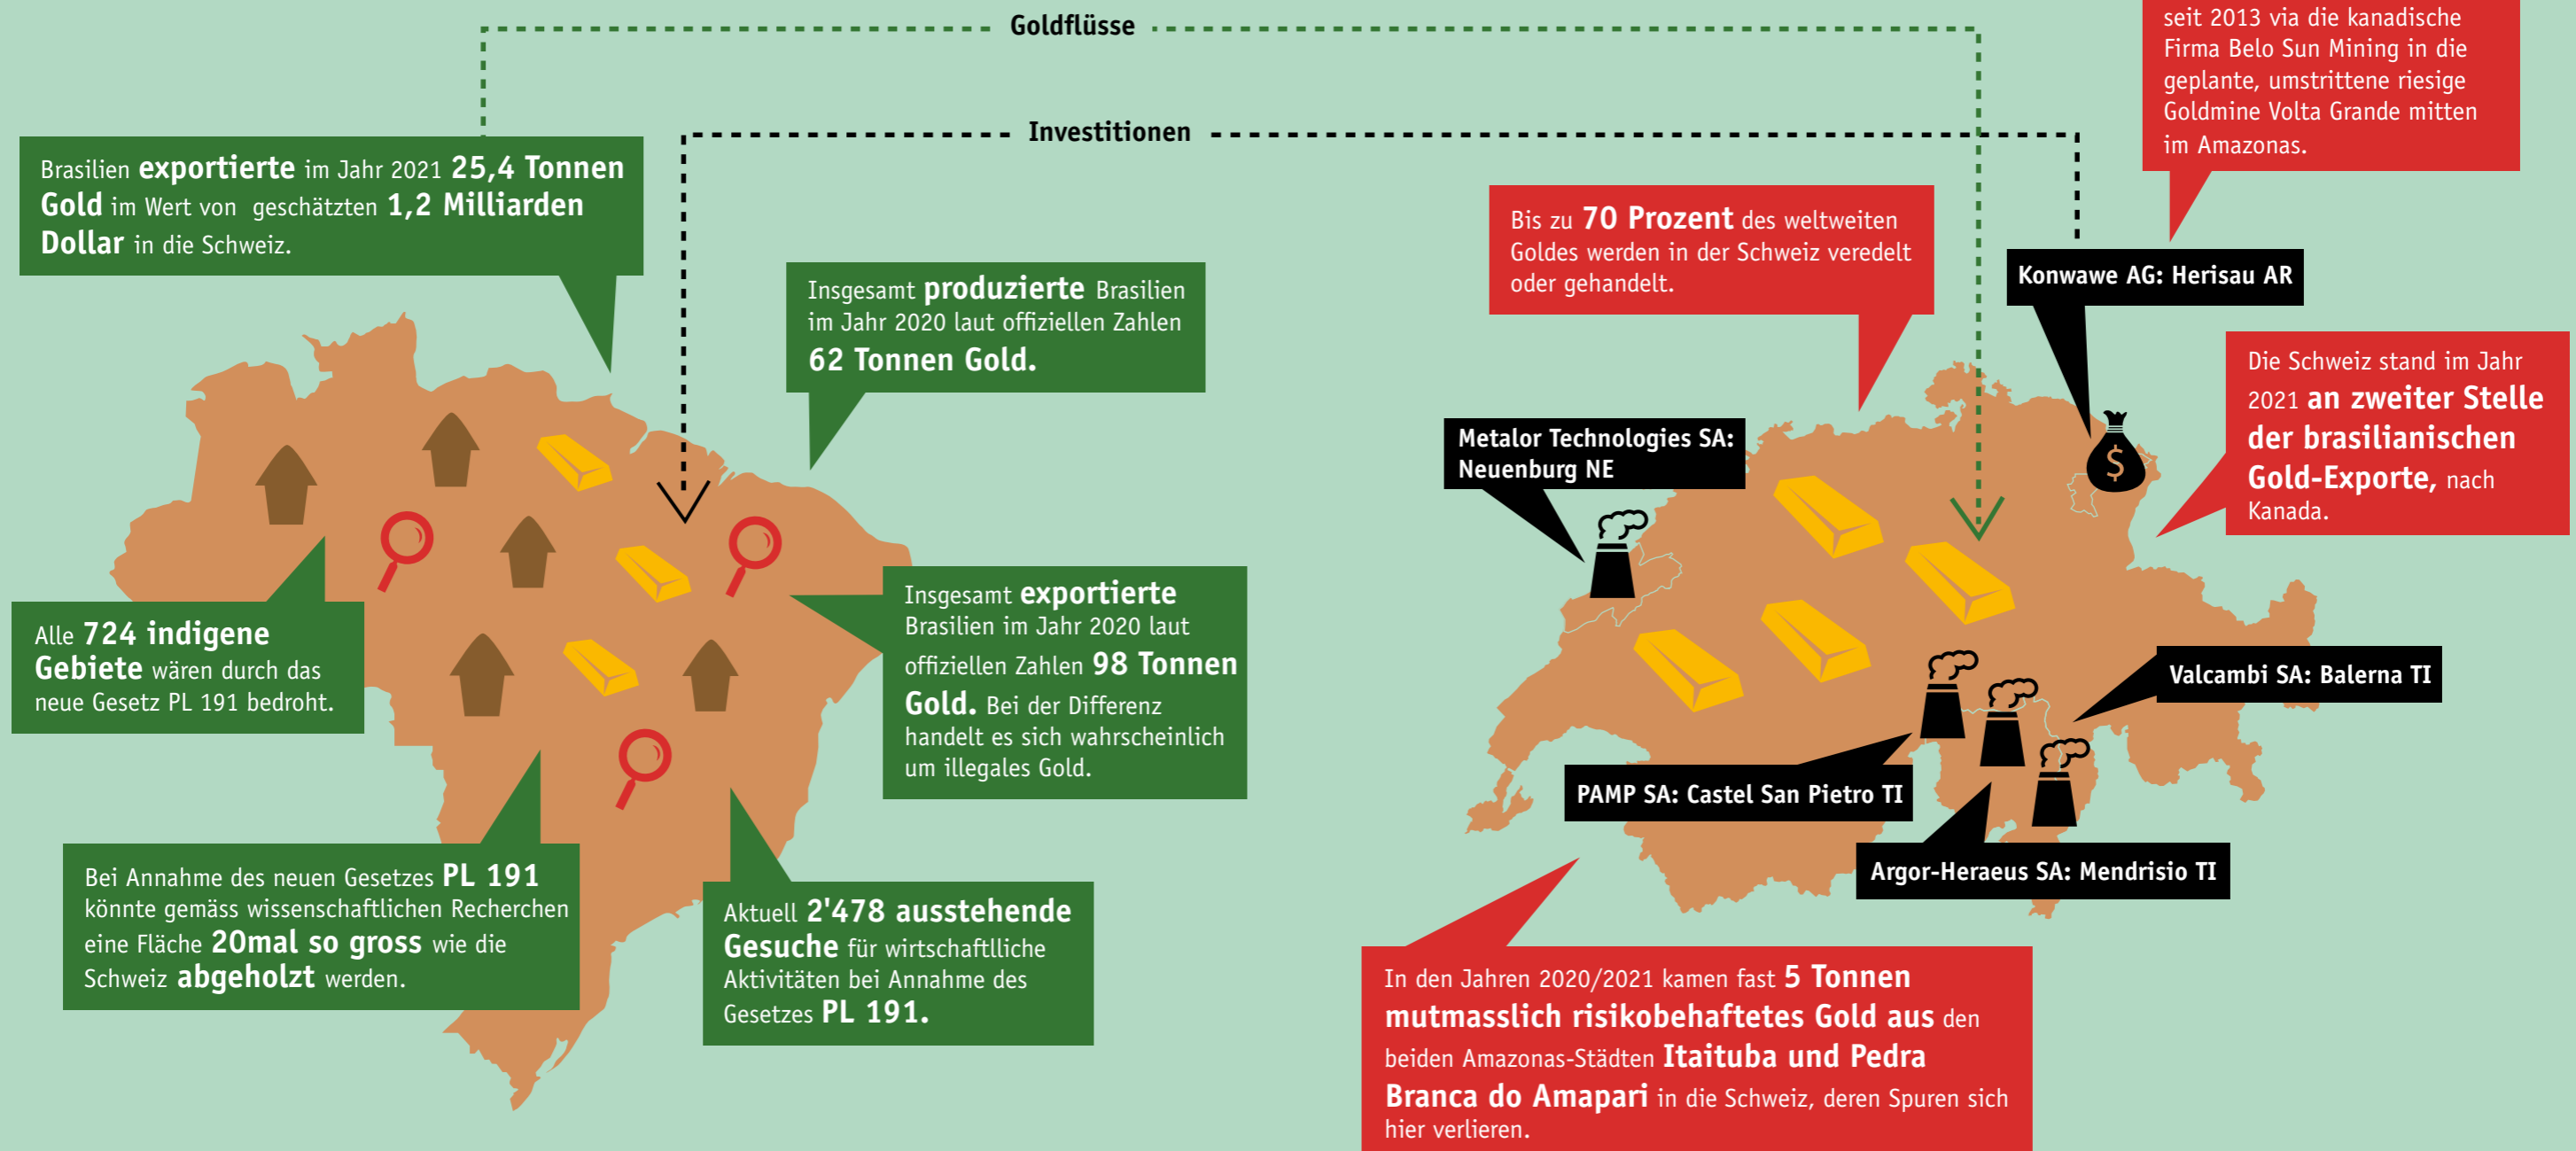 Goldflüsse
Investitionen
Brasilien exportierte im Jahr 2021 25,4 Tonnen
Gold im Wert von geschätzten 1,2 Milliarden
Dollar in die Schweiz.
Insgesamt produzierte Brasilien
im Jahr 2020 laut offiziellen Zahlen
62 Tonnen Gold.
Alle 724 indigene
Gebiete wären durch das
neue Gesetz PL 191 bedroht.
Insgesamt exportierte
Brasilien im Jahr 2020 laut
offiziellen Zahlen 98 Tonnen
Gold. Bei der Differenz
handelt es sich wahrscheinlich
um illegales Gold.
Bei Annahme des neuen Gesetzes PL 191
könnte gemäss wissenschaftlichen Recherchen
eine Fläche 20mal so gross wie die
Schweiz abgeholzt werden.
Aktuell 2'478 ausstehende
Gesuche für wirtschaftlliche
Aktivitäten bei Annahme des
Gesetzes PL 191.
seit 2013 via die kanadische
Firma Belo Sun Mining in die
geplante, umstrittene riesige
Goldmine Volta Grande mitten
im Amazonas.
Bis zu 70 Prozent des weltweiten
Goldes werden in der Schweiz veredelt
oder gehandelt.
Konwawe AG: Herisau AR
Die Schweiz stand im Jahr
2021 an zweiter Stelle
der brasilianischen
Gold-Exporte, nach
Kanada.
Metalor Technologies SA:
Neuenburg NE
$
Valcambi SA: Balerna TI
PAMP SA: Castel San Pietro TI
Argor-Heraeus SA: Mendrisio TI
In den Jahren 2020/2021 kamen fast 5 Tonnen
mutmasslich risikobehaftetes Gold aus den
beiden Amazonas-Städten Itaituba und Pedra
Branca do Amapari in die Schweiz, deren Spuren sich
hier verlieren.